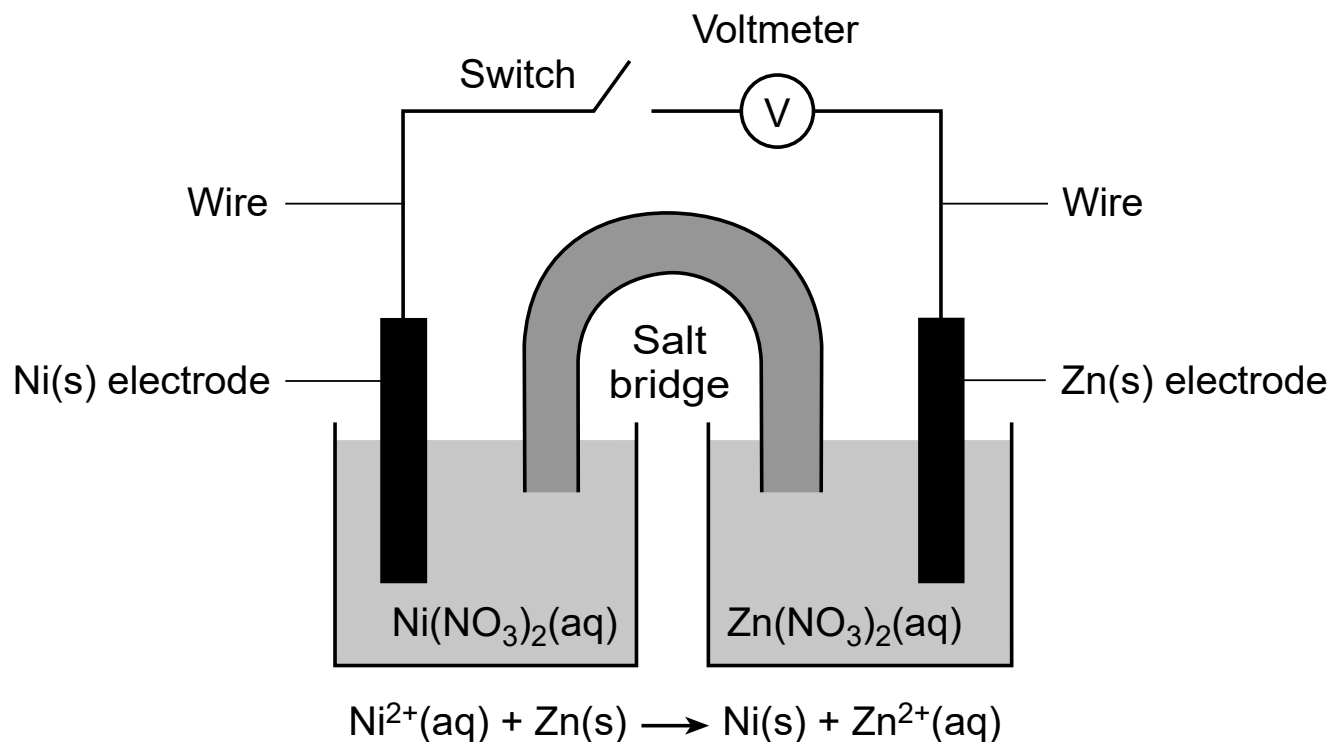 Voltmeter
Switch
V
Wire
Wire
Salt
bridge
Ni(s) electrode
Zn(s) electrode
Ni(NO₃)₂(aq)
Zn(NO₃)₂(aq)
Ni²⁺(aq) + Zn(s) ⟶ Ni(s) + Zn²⁺(aq)